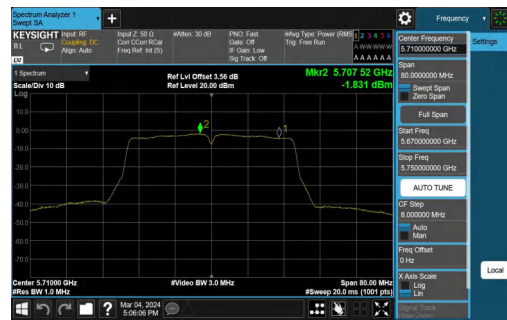 Spectrum Analyzer 1
Swept SA
+
Frequency
KEYSIGHT
RL
LV
Input: RF
Coupling: DC
Align: Auto
Input Z: 50 Ω
Corr CCorr RCal
Freq Ref: Int (S)
#Atten: 30 dB
PNO: Fast
Gate: Off
IF Gain: Low
Sig Track: Off
#Avg Type: Power (RMS
Trig: Free Run
1 2 3 4 5 6
A W W W W W
A A A A A A
Center Frequency
5.710000000 GHz
Settings
Span
80.0000000 MHz
Swept Span
Zero Span
Full Span
Start Freq
5.670000000 GHz
Stop Freq
5.750000000 GHz
AUTO TUNE
CF Step
8.000000 MHz
Auto
Man
Freq Offset
0 Hz
X Axis Scale
Log
Lin
Signal Track
Local
1 Spectrum
Scale/Div 10 dB
Log
Ref Lvl Offset 3.56 dB
Ref Level 20.00 dBm
Mkr2 5.707 52 GHz
-1.831 dBm
10.0
0.00
-10.0
-20.0
-30.0
-40.0
-50.0
-60.0
-70.0
2
1
Center 5.71000 GHz
#Res BW 1.0 MHz
#Video BW 3.0 MHz
Span 80.00 MHz
#Sweep 20.0 ms (1001 pts)
?
Mar 04, 2024
5:06:06 PM